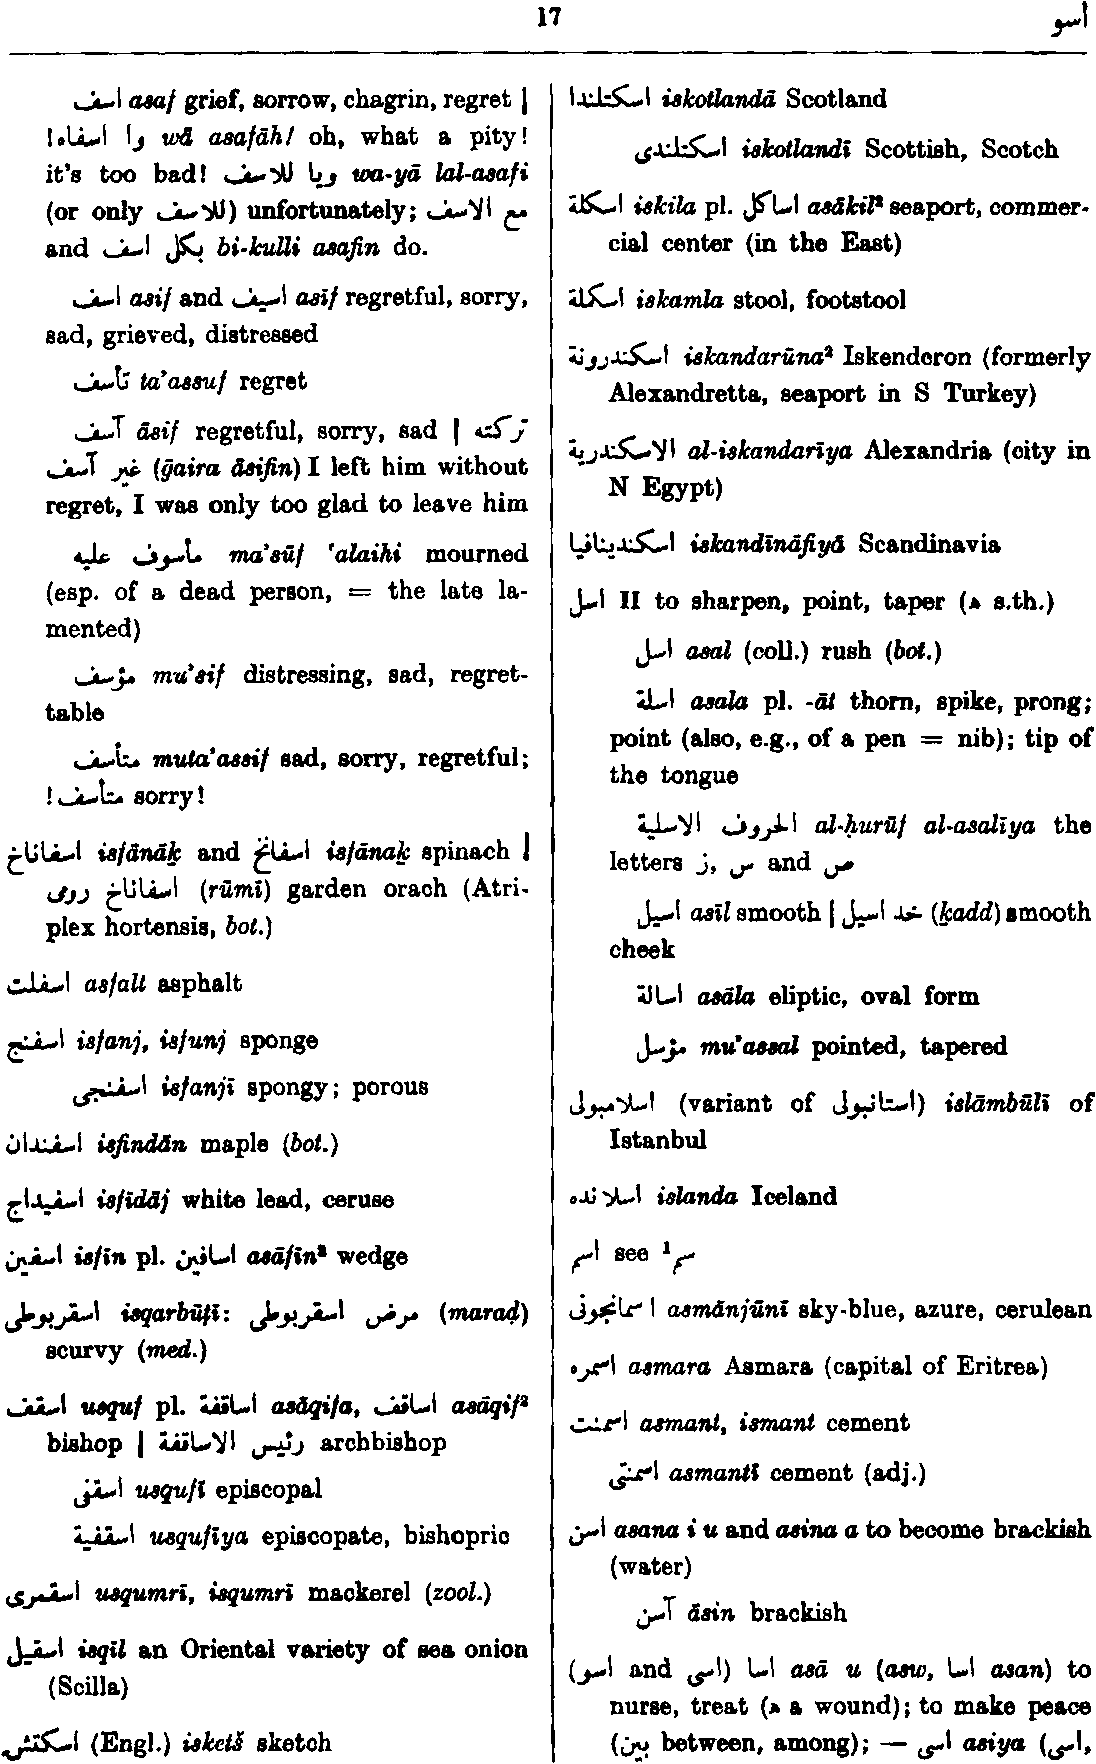 17
أسو
اسف asaf grief, sorrow, chagrin, regret |
وا اسفاه! wā asafāh! oh, what a pity!
it's too bad! ويا للاسف wa-yā lal-asafi
(or only للاسف) unfortunately; مع الاسف
and بكل اسف bi-kulli asafin do.
اسف asif and اسيف asīf regretful, sorry,
sad, grieved, distressed
تأسف ta'assuf regret
آسف āsif regretful, sorry, sad | تركته
غير آسف (ḡaira āsifin) I left him without
regret, I was only too glad to leave him
مأسوف عليه ma'sūf 'alaihi mourned
(esp. of a dead person, = the late la-
mented)
مؤسف mu'sif distressing, sad, regret-
table
متأسف muta'assif sad, sorry, regretful;
متأسف! sorry!
اسفاناخ isfānāḵ and اسفانخ isfānaḵ spinach |
اسفاناخ رومى (rūmī) garden orach (Atri-
plex hortensis, bot.)
اسفلت asfalt asphalt
اسفنج isfanj, isfunj sponge
اسفنجى isfanjī spongy; porous
اسفندان isfindān maple (bot.)
اسفيداج isfīdāj white lead, ceruse
اسفين isfīn pl. اسافين asāfīn² wedge
اسقربوطى isqarbūṭī: مرض اسقربوطى (maraḍ)
scurvy (med.)
اسقف usquf pl. اساقفة asāqifa, اساقف asāqif²
bishop | رئيس الاساقفة archbishop
اسقفى usqufī episcopal
اسقفية usqufīya episcopate, bishopric
اسقمرى usqumrī, isqumrī mackerel (zool.)
اسقيل isqīl an Oriental variety of sea onion
(Scilla)
اسكتش (Engl.) isketš sketch
اسكتلندا iskotlandā Scotland
اسكتلندى iskotlandī Scottish, Scotch
اسكلة iskila pl. اساكل asākil² seaport, commer-
cial center (in the East)
اسكملة iskamla stool, footstool
اسكندرونة iskandarūna² Iskenderon (formerly
Alexandretta, seaport in S Turkey)
الاسكندرية al-iskandarīya Alexandria (city in
N Egypt)
اسكنديناڤيا iskandīnāfiyā Scandinavia
اسل II to sharpen, point, taper (ه s.th.)
اسل asal (coll.) rush (bot.)
اسلة asala pl. -āt thorn, spike, prong;
point (also, e.g., of a pen = nib); tip of
the tongue
الحروف الاسلية al-ḥurūf al-asalīya the
letters ز, س and ص
اسيل asīl smooth | خد اسيل (ḵadd) smooth
cheek
اسالة asāla eliptic, oval form
مؤسل mu'assal pointed, tapered
اسلامبولى (variant of استانبولى) islāmbūlī of
Istanbul
اسلانده islanda Iceland
اسم see ¹سم
اسمانجونى asmānjūnī sky-blue, azure, cerulean
اسمره asmara Asmara (capital of Eritrea)
اسمنت asmant, ismant cement
اسمنتى asmantī cement (adj.)
اسن asana i u and asina a to become brackish
(water)
آسن āsin brackish
(اسو and اسى) اسا asā u (asw, اسا asan) to
nurse, treat (ه a wound); to make peace
(بين between, among); — اسى asiya (اسى,